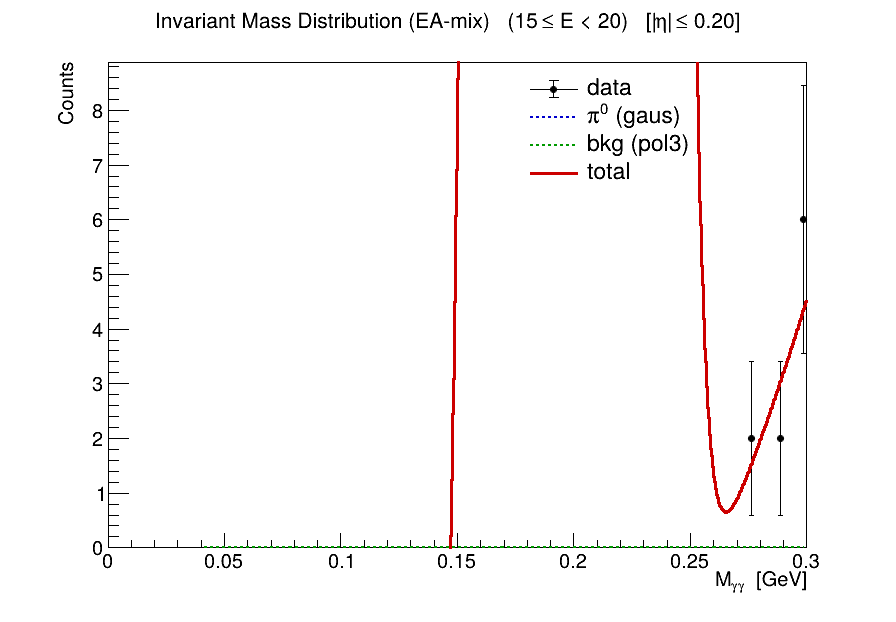 Invariant Mass Distribution (EA-mix) (15 ≤ E < 20) [|η| ≤ 0.20]
Counts
8
7
6
5
4
3
2
1
0
data
π⁰ (gaus)
bkg (pol3)
total
0 0.05 0.1 0.15 0.2 0.25 0.3
M_γγ [GeV]